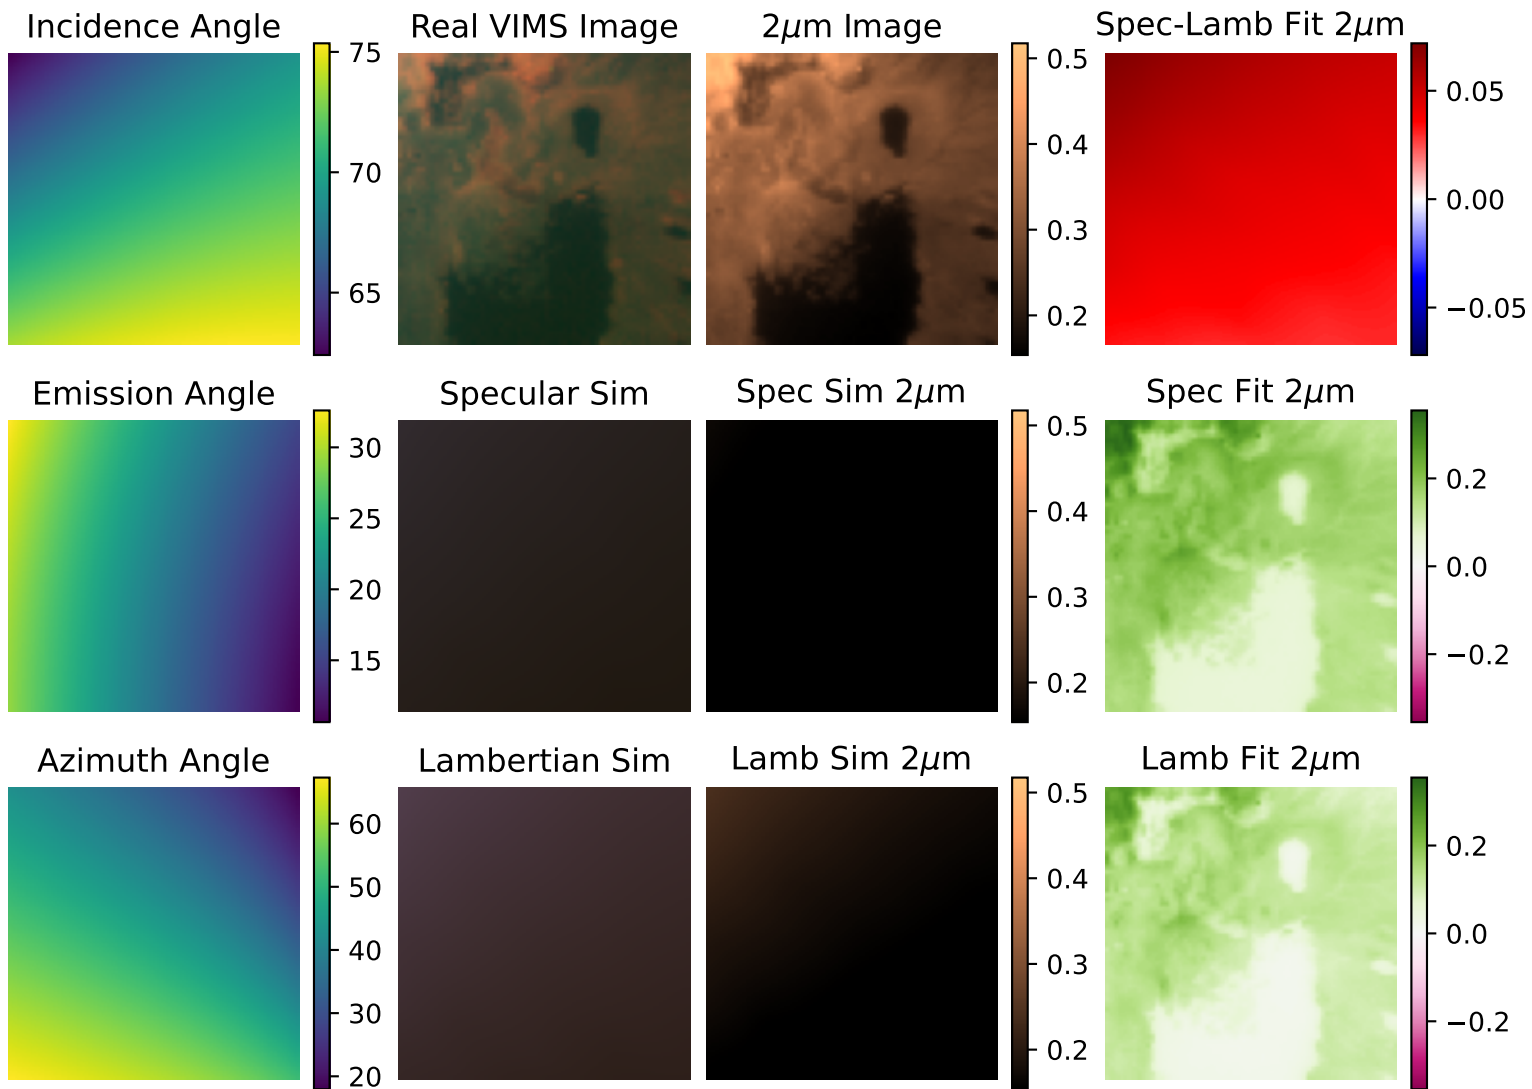 Incidence Angle
75
70
65
Real VIMS Image
2μm Image
0.5
0.4
0.3
0.2
Spec-Lamb Fit 2μm
0.05
0.00
−0.05
Emission Angle
30
25
20
15
Specular Sim
Spec Sim 2μm
0.5
0.4
0.3
0.2
Spec Fit 2μm
0.2
0.0
−0.2
Azimuth Angle
60
50
40
30
20
Lambertian Sim
Lamb Sim 2μm
0.5
0.4
0.3
0.2
Lamb Fit 2μm
0.2
0.0
−0.2